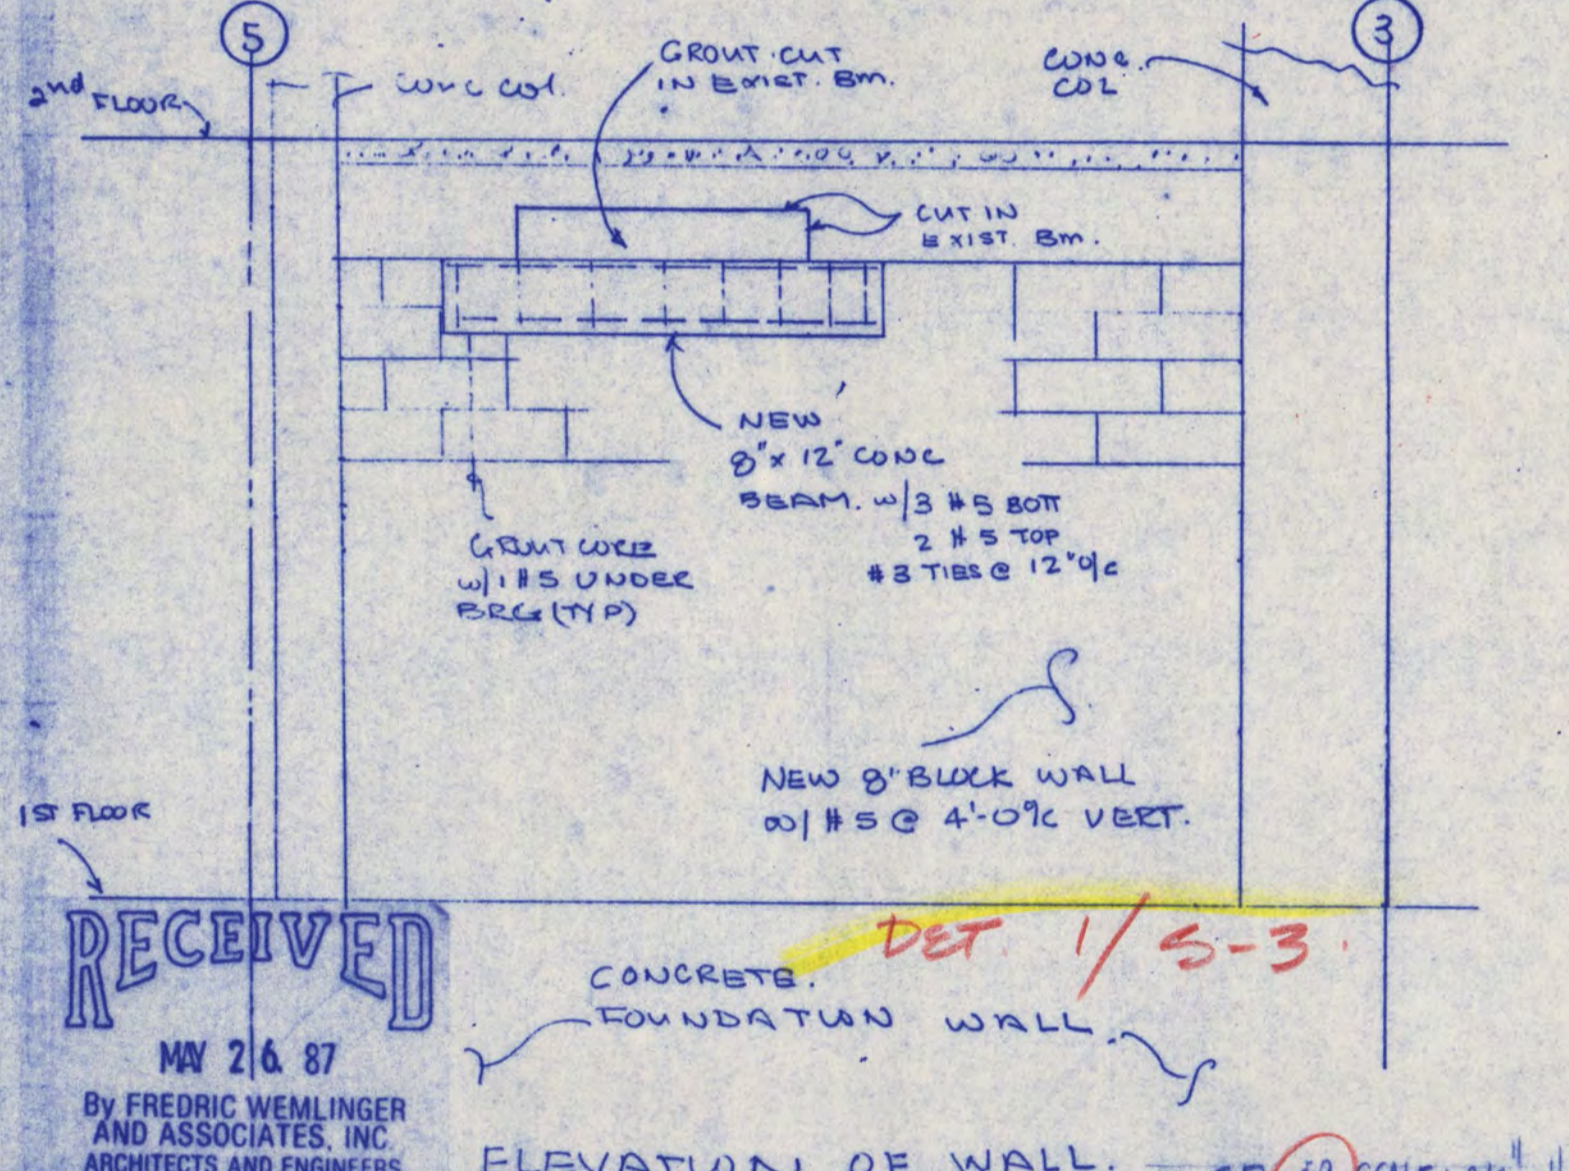 5
3
2nd FLOOR
CONC COL.
GROUT CUT
IN EXIST. Bm.
CONC.
COL
CUT IN
EXIST. Bm.
NEW
8"x 12" CONC
BEAM. w/3 #5 BOTT
2 #5 TOP
#3 TIES @ 12"o/c
GROUT CORE
w/1 #5 UNDER
BRG (TYP)
NEW 8" BLOCK WALL
w/ #5 @ 4'-0 o/c VERT.
1ST FLOOR
DET. 1/S-3
RECEIVED
MAY 26. 87
By FREDRIC WEMLINGER
AND ASSOCIATES, INC.
ARCHITECTS AND ENGINEERS
CONCRETE.
FOUNDATION WALL.
ELEVATION OF WALL.